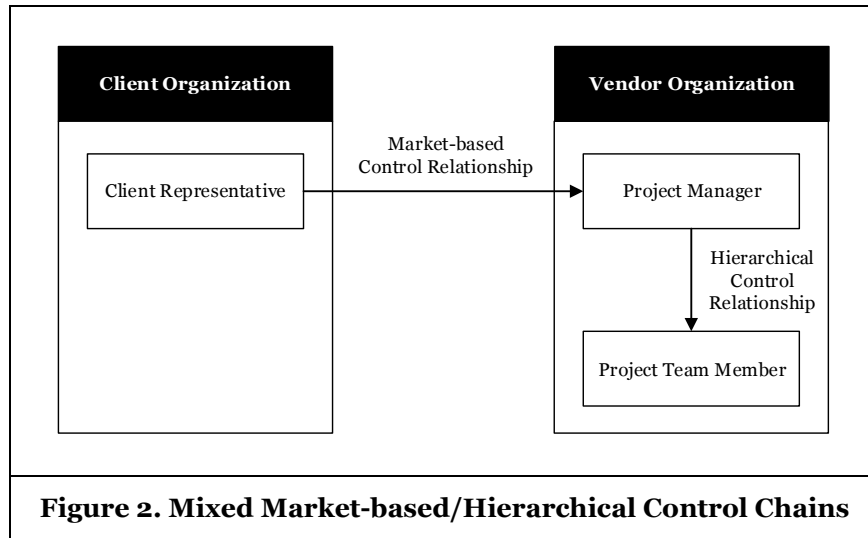 Client Organization
Vendor Organization
Market-based
Control Relationship
Client Representative
Project Manager
Hierarchical
Control
Relationship
Project Team Member
Figure 2. Mixed Market-based/Hierarchical Control Chains